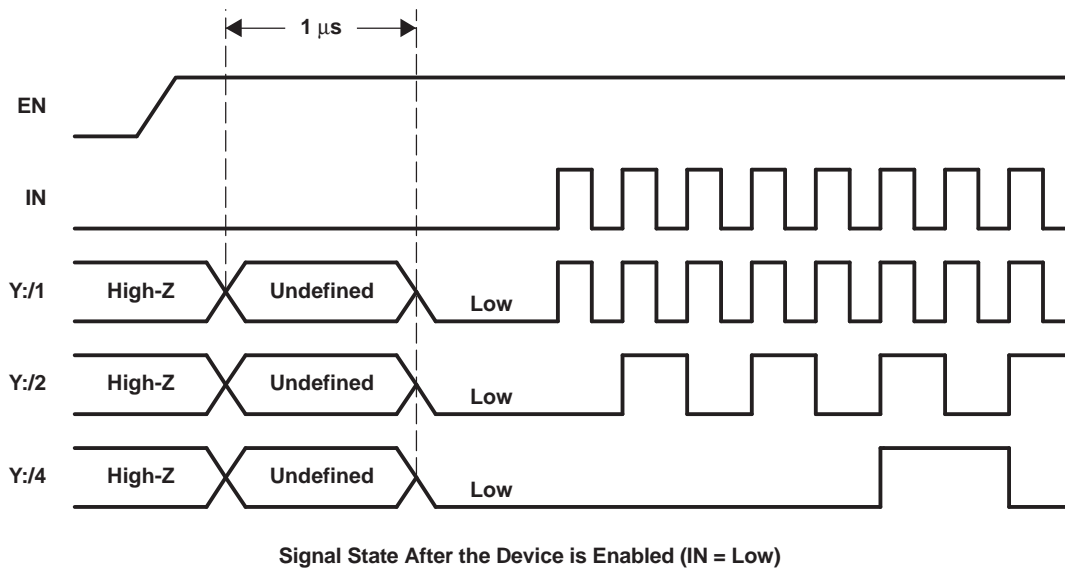 1 µs
EN
IN
Y:/1 High-Z Undefined Low
Y:/2 High-Z Undefined Low
Y:/4 High-Z Undefined Low
Signal State After the Device is Enabled (IN = Low)